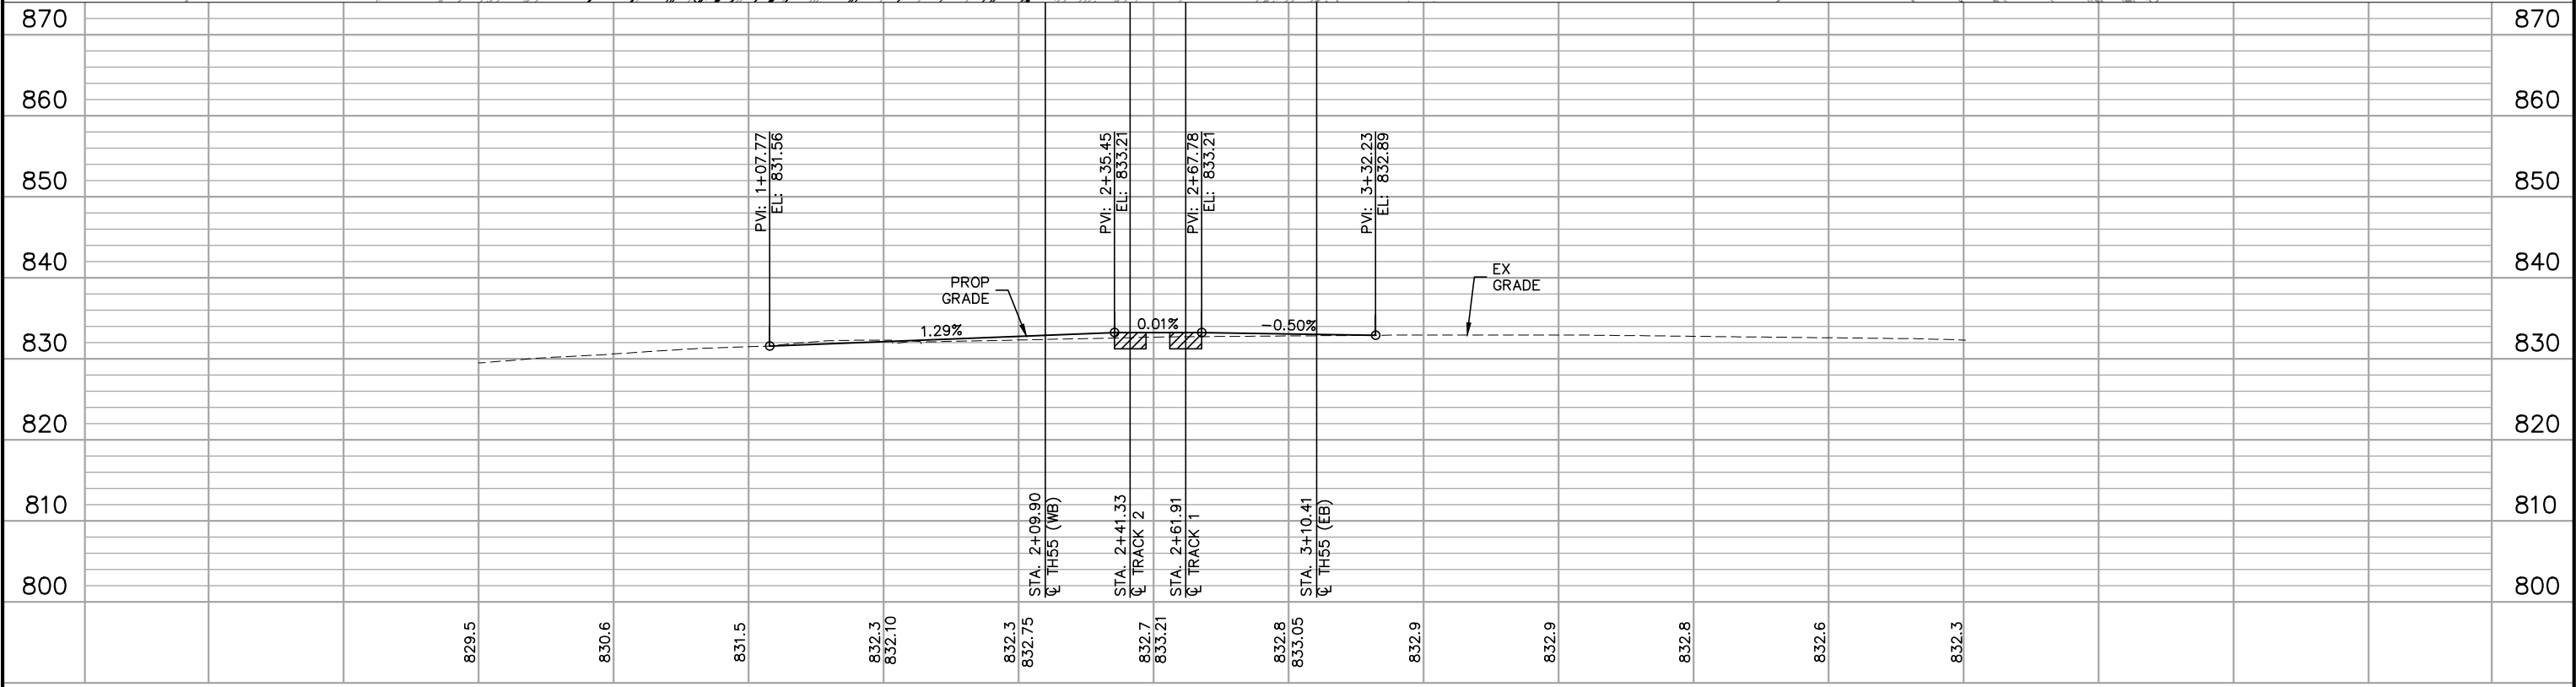 870
870
860
860
850
850
840
840
830
830
820
820
810
810
800
800
PVI: 1+07.77
EL: 831.56
PVI: 2+35.45
EL: 833.21
PVI: 2+67.78
EL: 833.21
PVI: 3+32.23
EL: 832.89
PROP
GRADE
EX
GRADE
1.29%
0.01%
-0.50%
STA. 2+09.90
℄ TH55 (WB)
STA. 2+41.33
℄ TRACK 2
STA. 2+61.91
℄ TRACK 1
STA. 3+10.41
℄ TH55 (EB)
829.5
830.6
831.5
832.3
832.10
832.3
832.75
832.7
833.21
832.8
833.05
832.9
832.9
832.8
832.6
832.3